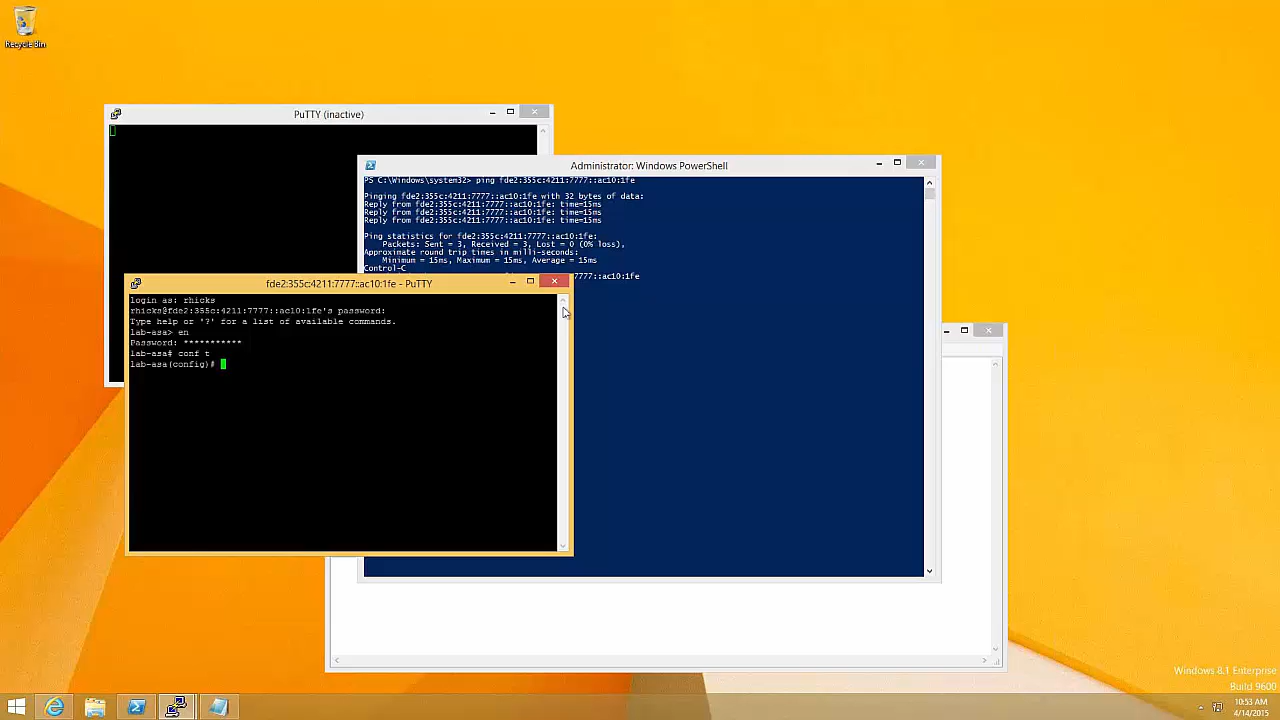 Recycle Bin
PuTTY (inactive)
Administrator: Windows PowerShell
PS C:\Windows\system32> ping fde2:355c:4211:7777::ac10:1fe
Pinging fde2:355c:4211:7777::ac10:1fe with 32 bytes of data:
Reply from fde2:355c:4211:7777::ac10:1fe: time=15ms
Reply from fde2:355c:4211:7777::ac10:1fe: time=15ms
Reply from fde2:355c:4211:7777::ac10:1fe: time=15ms
Ping statistics for fde2:355c:4211:7777::ac10:1fe:
Packets: Sent = 3, Received = 3, Lost = 0 (0% loss),
Approximate round trip times in milli-seconds:
Minimum = 15ms, Maximum = 15ms, Average = 15ms
Control-C
777::ac10:1fe
fde2:355c:4211:7777::ac10:1fe - PuTTY
login as: rhicks
rhicks@fde2:355c:4211:7777::ac10:1fe's password:
Type help or '?' for a list of available commands.
lab-asa> en
Password: ***********
lab-asa# conf t
lab-asa(config)#
Windows 8.1 Enterprise
Build 9600
10:53 AM
4/14/2015